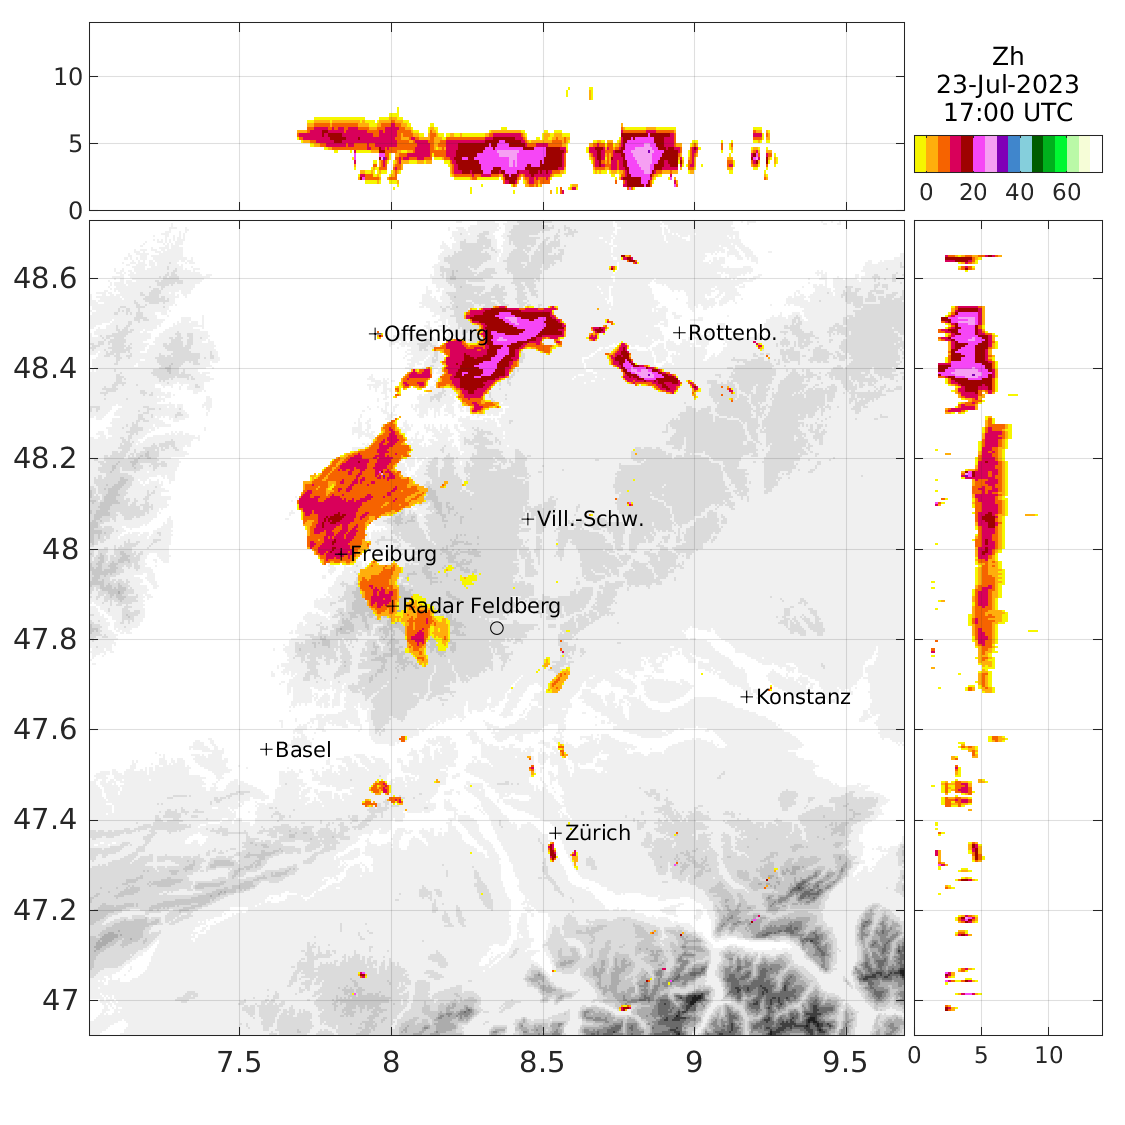 10
5
0
Zh
23-Jul-2023
17:00 UTC
0 20 40 60
48.6
48.4
48.2
48
47.8
47.6
47.4
47.2
47
Offenburg
Rottenb.
Vill.-Schw.
Freiburg
Radar Feldberg
Konstanz
Basel
Zürich
7.5 8 8.5 9 9.5
0 5 10